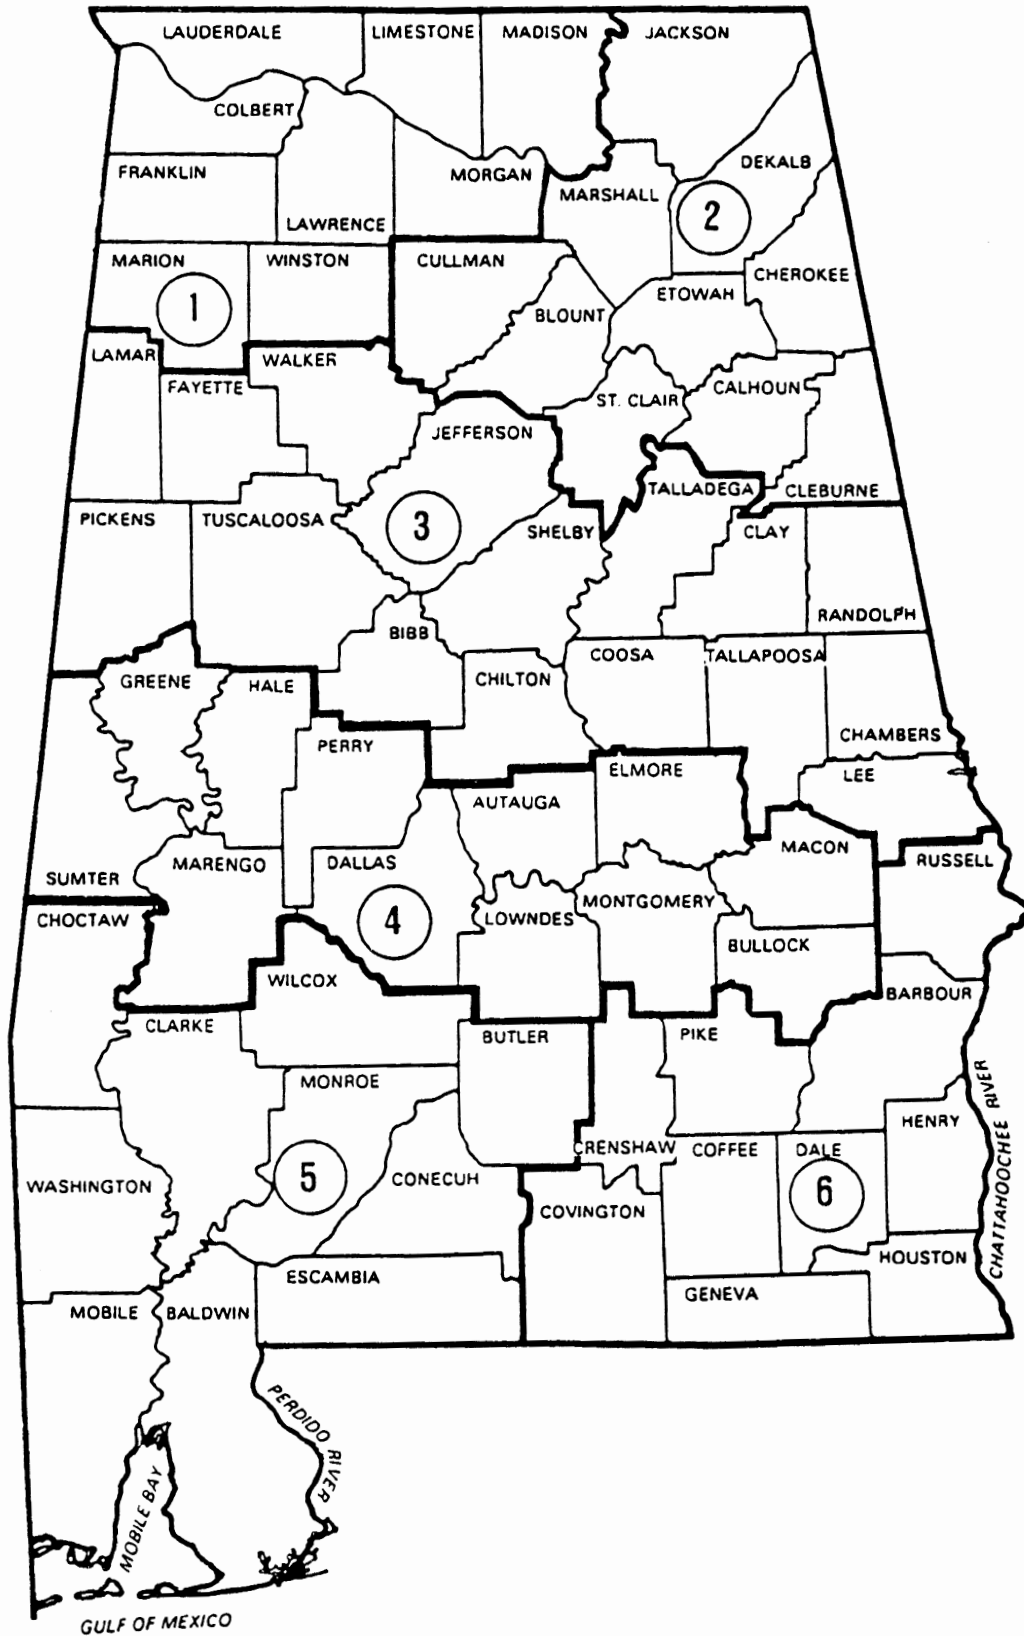 LAUDERDALE
LIMESTONE
MADISON
JACKSON
COLBERT
FRANKLIN
LAWRENCE
MORGAN
MARSHALL
DEKALB
2
MARION
WINSTON
CULLMAN
CHEROKEE
1
BLOUNT
ETOWAH
LAMAR
WALKER
FAYETTE
ST. CLAIR
CALHOUN
JEFFERSON
TALLADEGA
CLEBURNE
PICKENS
TUSCALOOSA
3
SHELBY
CLAY
RANDOLPH
BIBB
COOSA
TALLAPOOSA
GREENE
HALE
CHILTON
PERRY
CHAMBERS
ELMORE
LEE
AUTAUGA
MACON
RUSSELL
MARENGO
DALLAS
SUMTER
CHOCTAW
4
LOWNDES
MONTGOMERY
BULLOCK
WILCOX
BARBOUR
CLARKE
BUTLER
PIKE
MONROE
HENRY
CHATTAHOOCHEE RIVER
WASHINGTON
5
CONECUH
CRENSHAW
COFFEE
DALE
6
COVINGTON
HOUSTON
ESCAMBIA
GENEVA
MOBILE
BALDWIN
PERDIDO RIVER
MOBILE BAY
GULF OF MEXICO